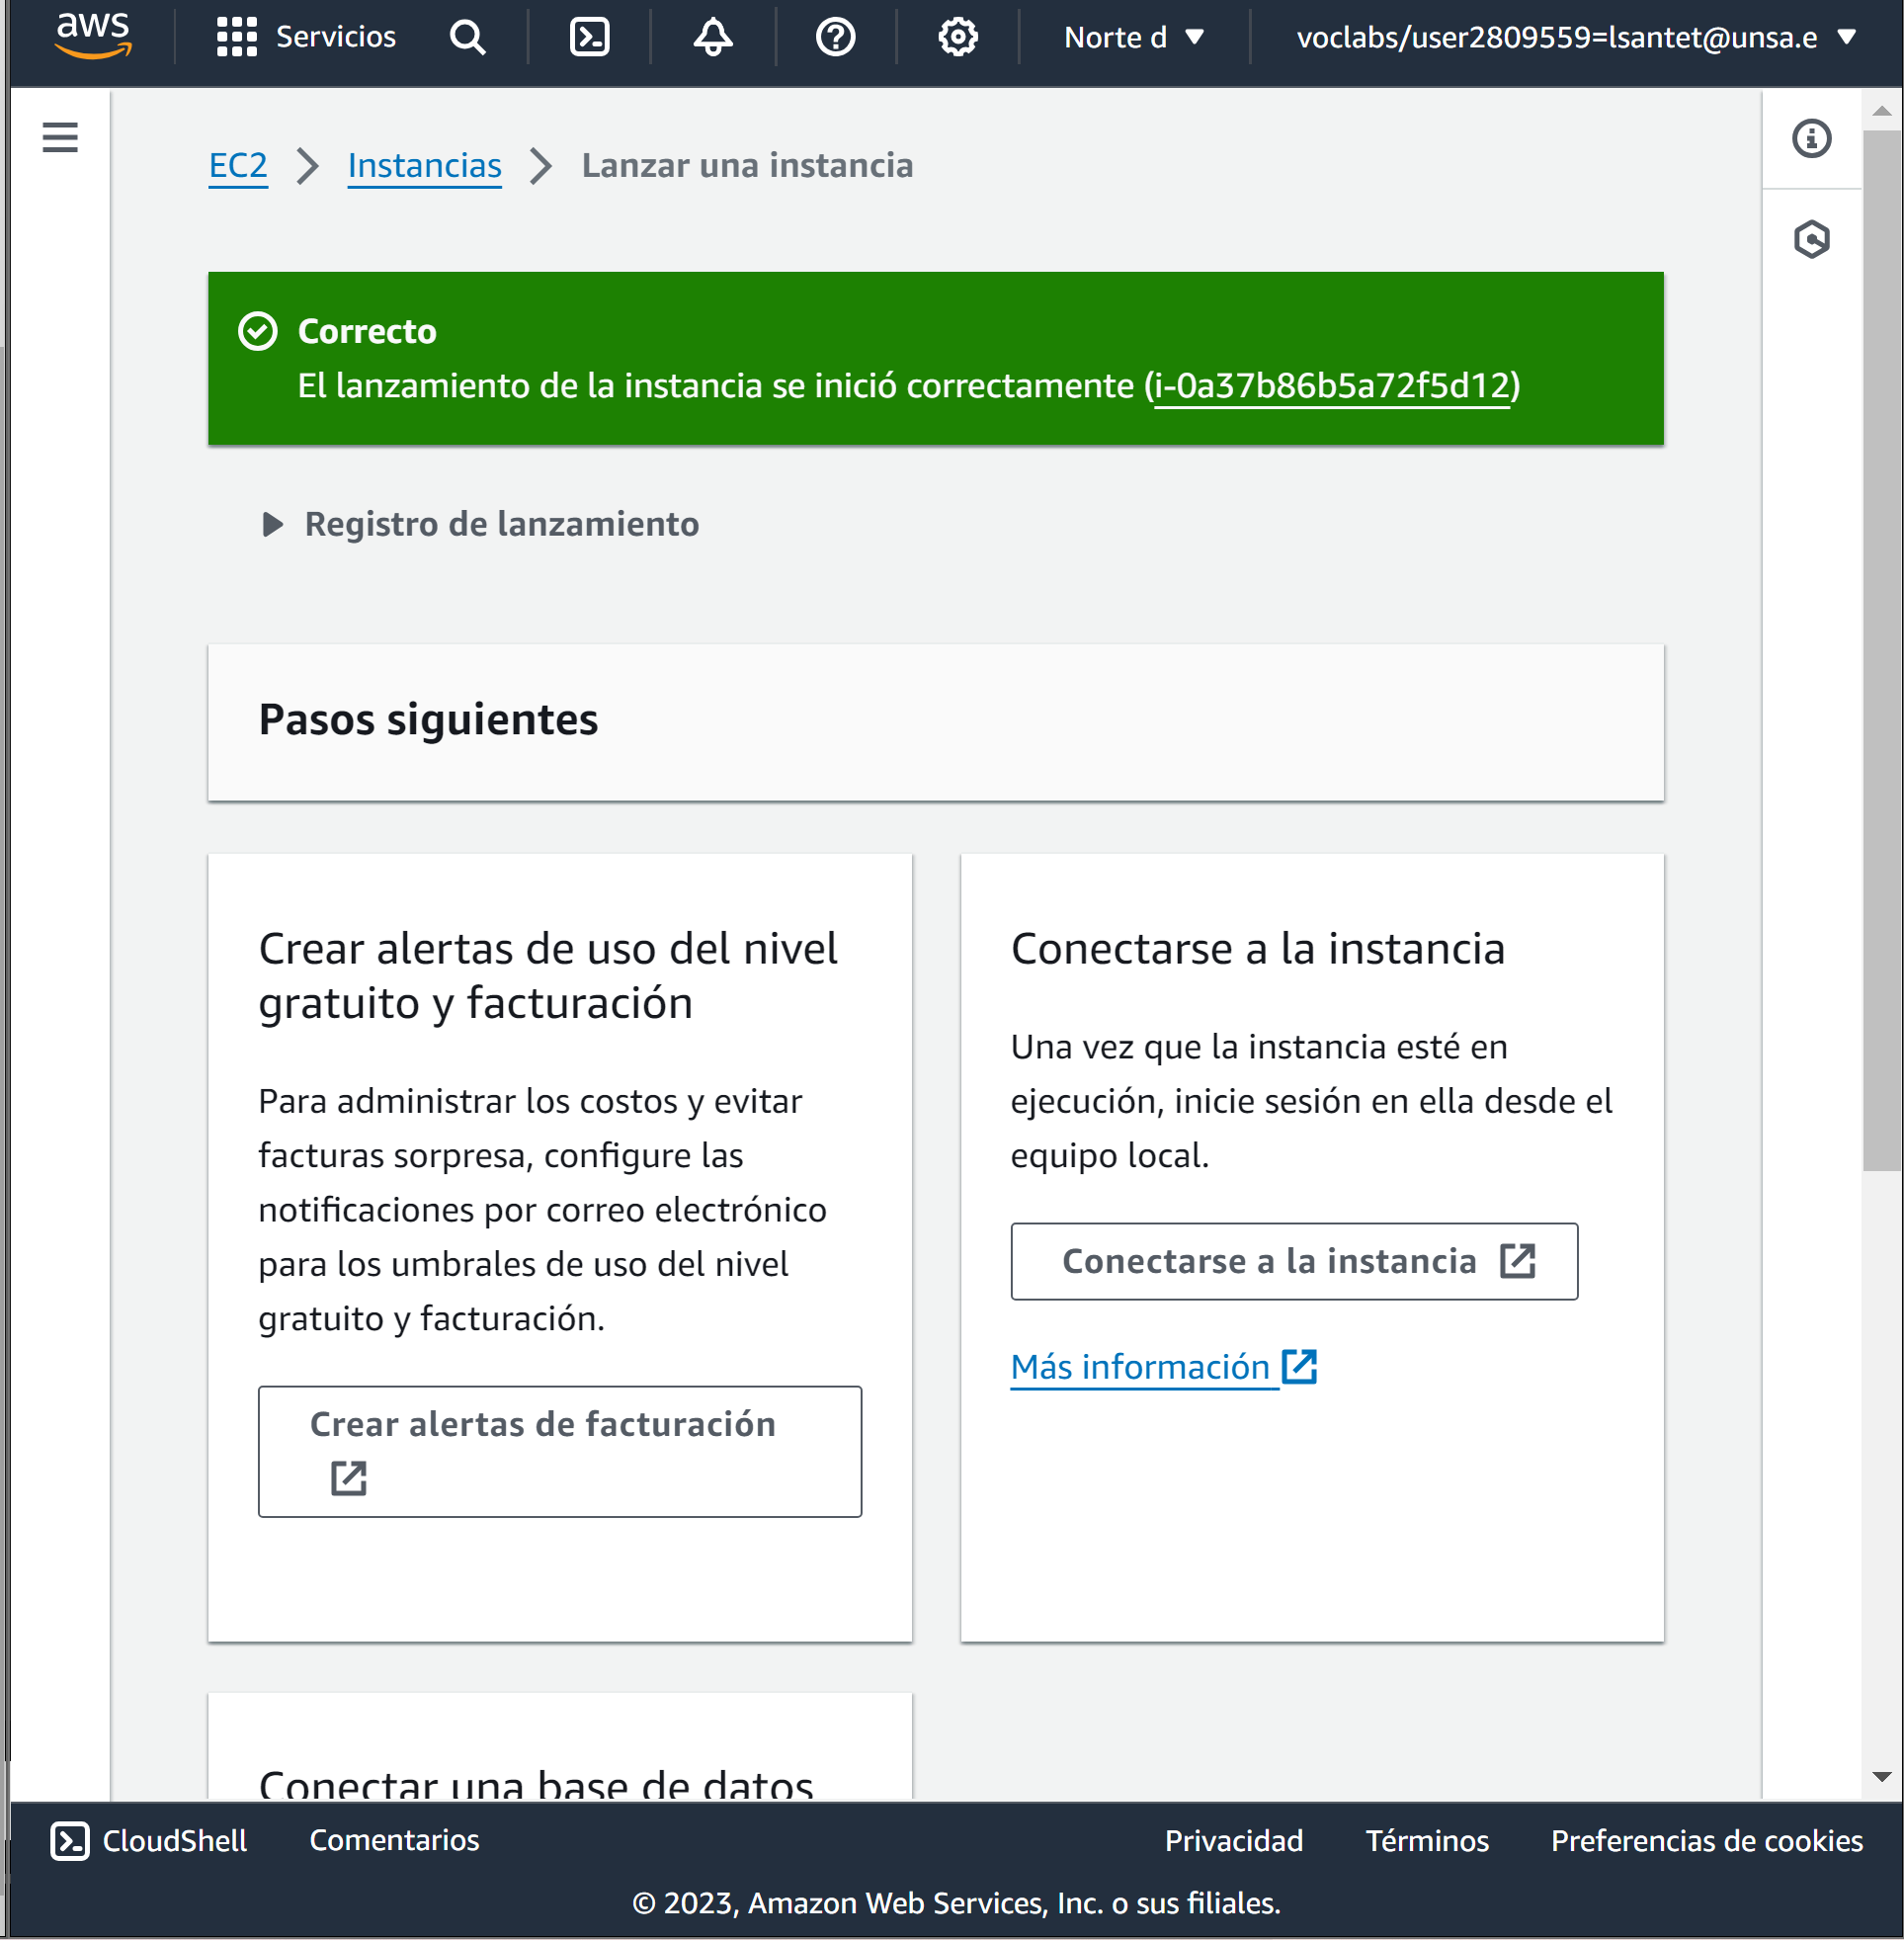 aws
Servicios
Norte d
voclabs/user2809559=lsantet@unsa.e
EC2
Instancias
Lanzar una instancia
Correcto
El lanzamiento de la instancia se inició correctamente (i-0a37b86b5a72f5d12)
Registro de lanzamiento
Pasos siguientes
Crear alertas de uso del nivel
gratuito y facturación
Para administrar los costos y evitar
facturas sorpresa, configure las
notificaciones por correo electrónico
para los umbrales de uso del nivel
gratuito y facturación.
Crear alertas de facturación
Conectarse a la instancia
Una vez que la instancia esté en
ejecución, inicie sesión en ella desde el
equipo local.
Conectarse a la instancia
Más información
Conectar una base de datos
CloudShell
Comentarios
Privacidad
Términos
Preferencias de cookies
© 2023, Amazon Web Services, Inc. o sus filiales.